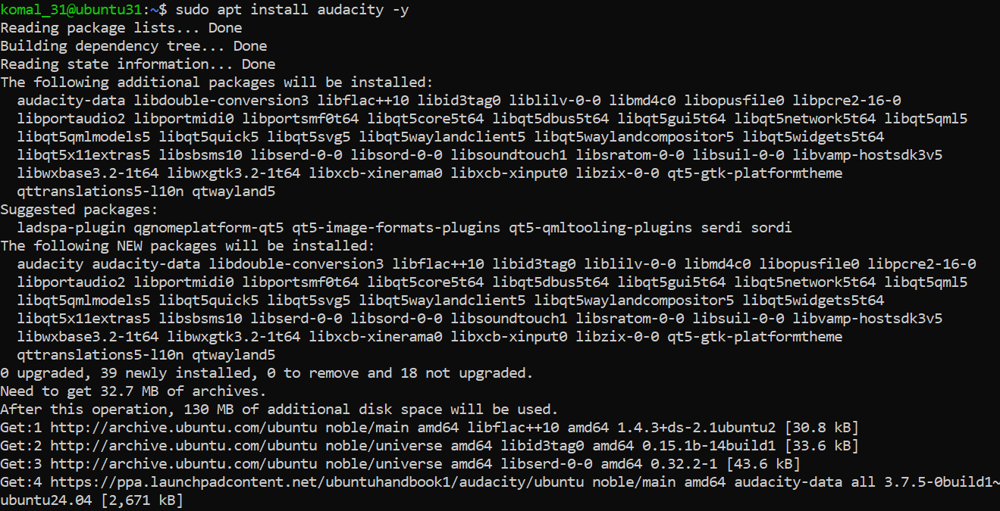 komal_31@ubuntu31:~$ sudo apt install audacity -y
Reading package lists... Done
Building dependency tree... Done
Reading state information... Done
The following additional packages will be installed:
  audacity-data libdouble-conversion3 libflac++10 libid3tag0 liblilv-0-0 libmd4c0 libopusfile0 libpcre2-16-0
  libportaudio2 libportmidi0 libportsmf0t64 libqt5core5t64 libqt5dbus5t64 libqt5gui5t64 libqt5network5t64 libqt5qml5
  libqt5qmlmodels5 libqt5quick5 libqt5svg5 libqt5waylandclient5 libqt5waylandcompositor5 libqt5widgets5t64
  libqt5x11extras5 libsbsms10 libserd-0-0 libsord-0-0 libsoundtouch1 libsratom-0-0 libsuil-0-0 libvamp-hostsdk3v5
  libwxbase3.2-1t64 libwxgtk3.2-1t64 libxcb-xinerama0 libxcb-xinput0 libzix-0-0 qt5-gtk-platformtheme
  qttranslations5-l10n qtwayland5
Suggested packages:
  ladspa-plugin qgnomeplatform-qt5 qt5-image-formats-plugins qt5-qmltooling-plugins serdi sordi
The following NEW packages will be installed:
  audacity audacity-data libdouble-conversion3 libflac++10 libid3tag0 liblilv-0-0 libmd4c0 libopusfile0 libpcre2-16-0
  libportaudio2 libportmidi0 libportsmf0t64 libqt5core5t64 libqt5dbus5t64 libqt5gui5t64 libqt5network5t64 libqt5qml5
  libqt5qmlmodels5 libqt5quick5 libqt5svg5 libqt5waylandclient5 libqt5waylandcompositor5 libqt5widgets5t64
  libqt5x11extras5 libsbsms10 libserd-0-0 libsord-0-0 libsoundtouch1 libsratom-0-0 libsuil-0-0 libvamp-hostsdk3v5
  libwxbase3.2-1t64 libwxgtk3.2-1t64 libxcb-xinerama0 libxcb-xinput0 libzix-0-0 qt5-gtk-platformtheme
  qttranslations5-l10n qtwayland5
0 upgraded, 39 newly installed, 0 to remove and 18 not upgraded.
Need to get 32.7 MB of archives.
After this operation, 130 MB of additional disk space will be used.
Get:1 http://archive.ubuntu.com/ubuntu noble/main amd64 libflac++10 amd64 1.4.3+ds-2.1ubuntu2 [30.8 kB]
Get:2 http://archive.ubuntu.com/ubuntu noble/universe amd64 libid3tag0 amd64 0.15.1b-14build1 [33.6 kB]
Get:3 http://archive.ubuntu.com/ubuntu noble/universe amd64 libserd-0-0 amd64 0.32.2-1 [43.6 kB]
Get:4 https://ppa.launchpadcontent.net/ubuntuhandbook1/audacity/ubuntu noble/main amd64 audacity-data all 3.7.5-0build1~
ubuntu24.04 [2,671 kB]